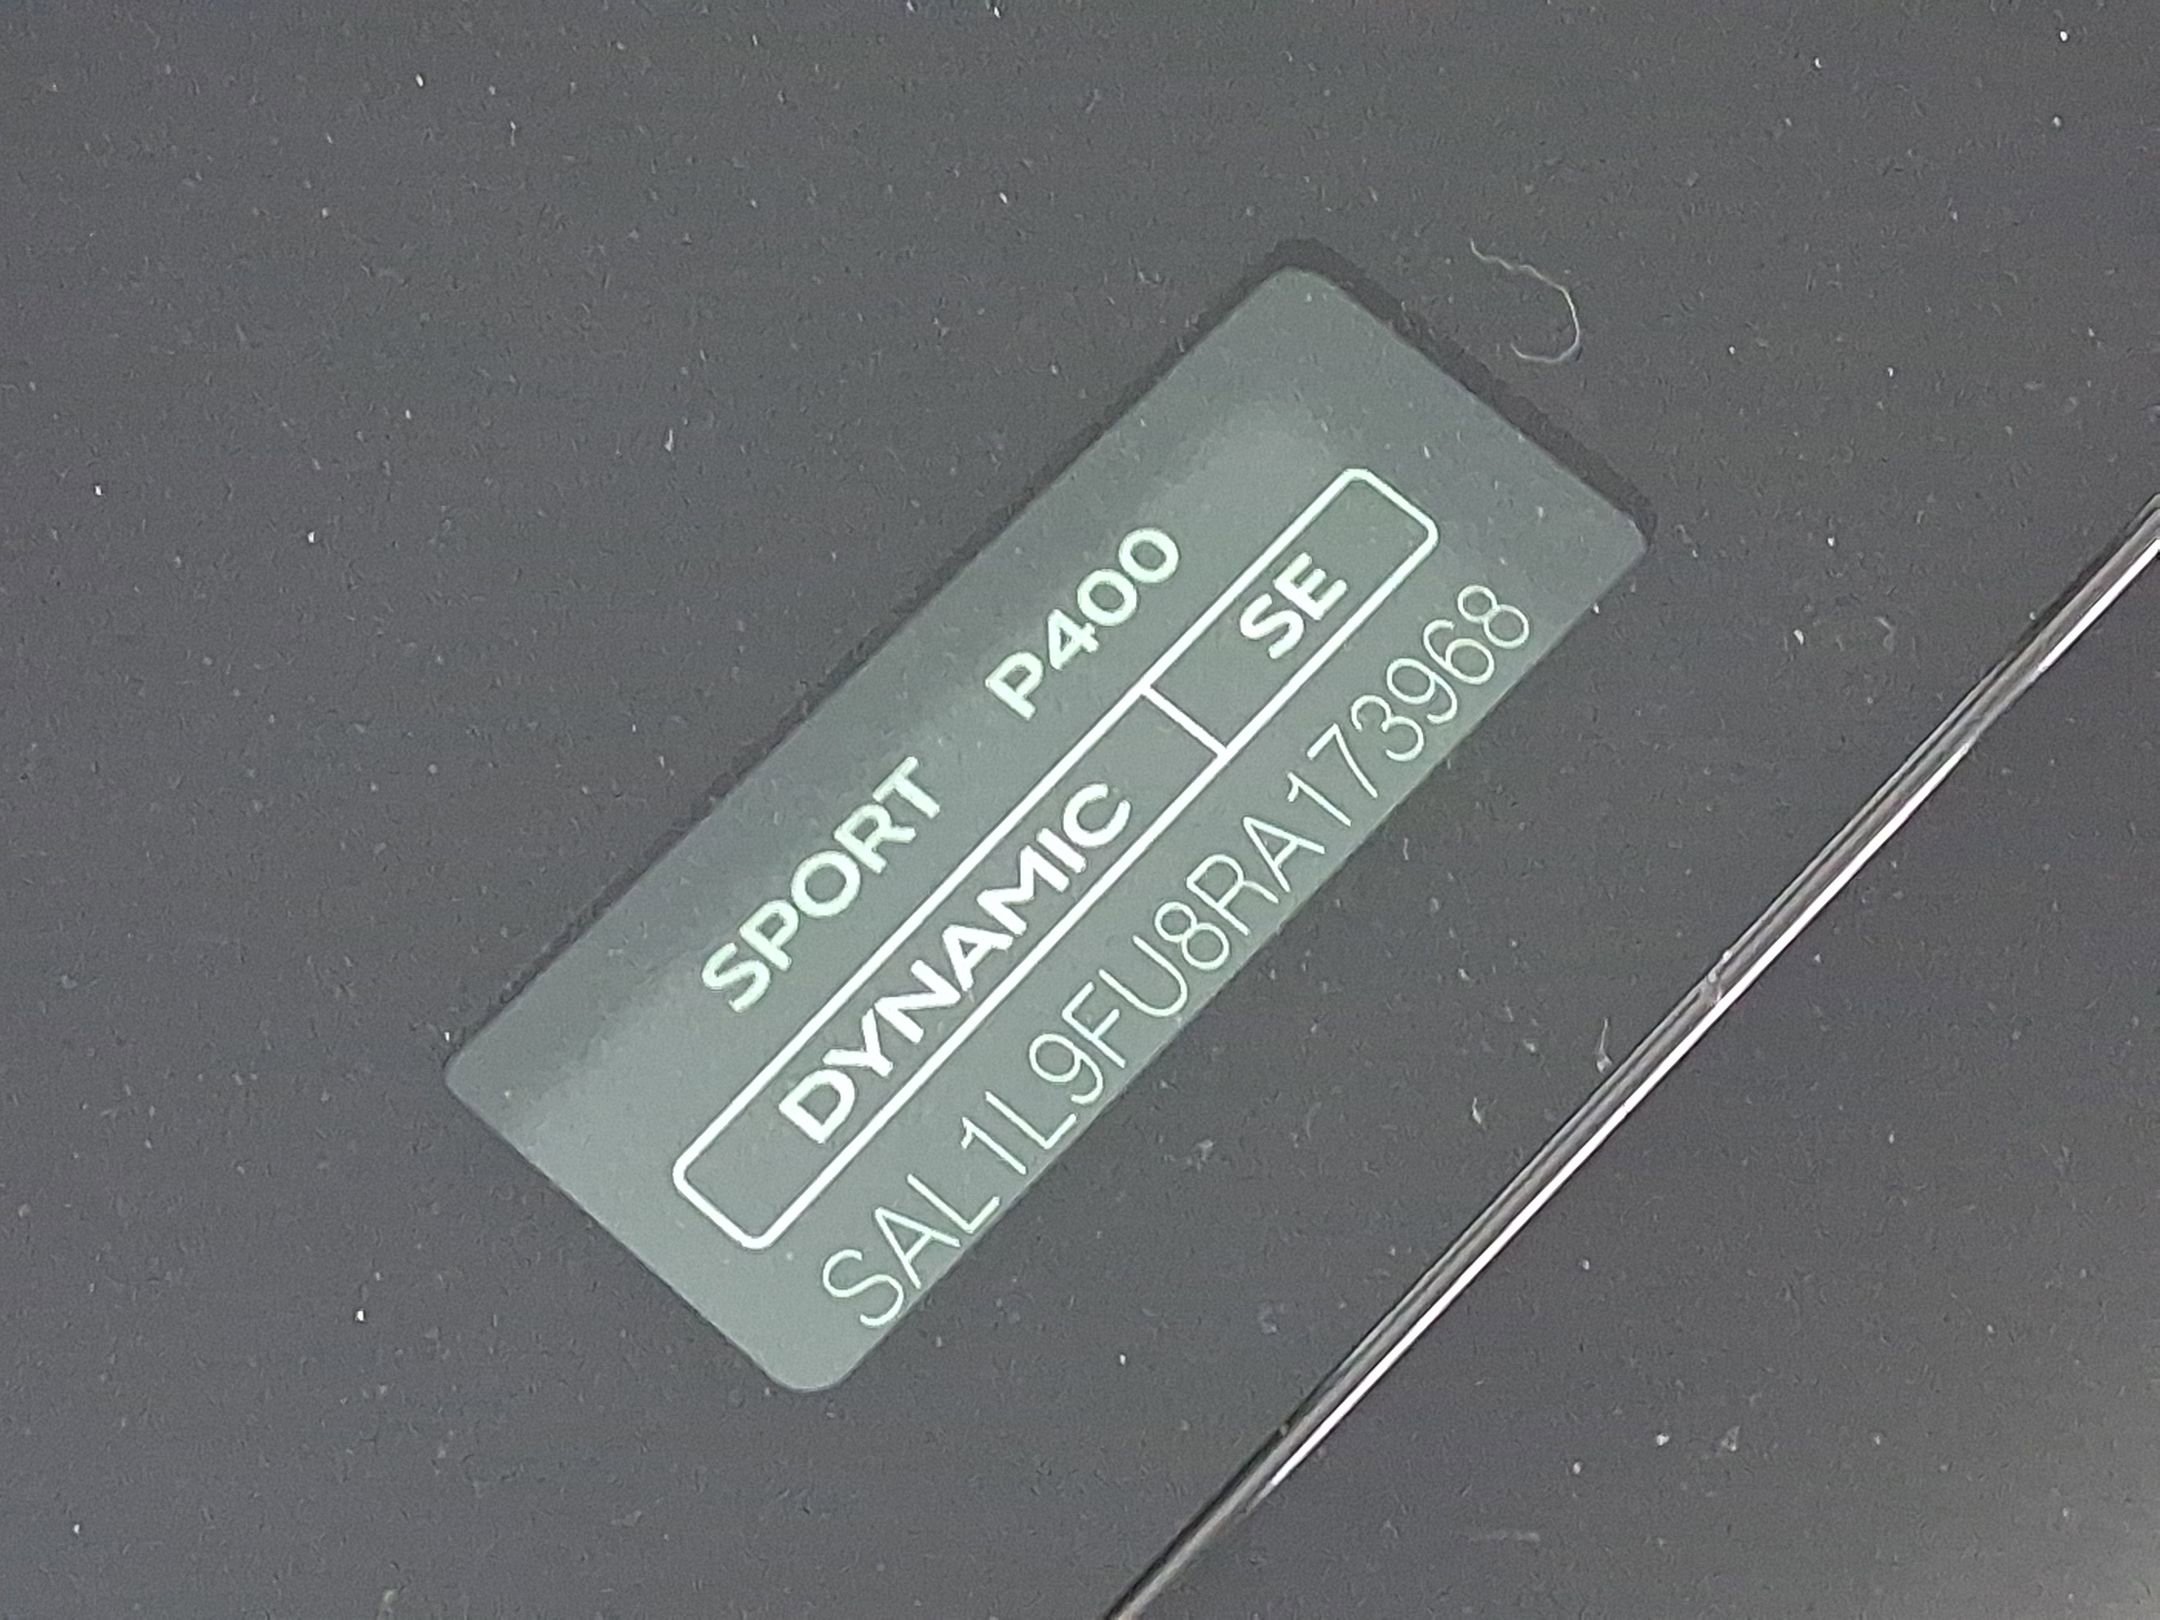 SPORT P400
DYNAMIC SE
SAL1L9FU8RA173968